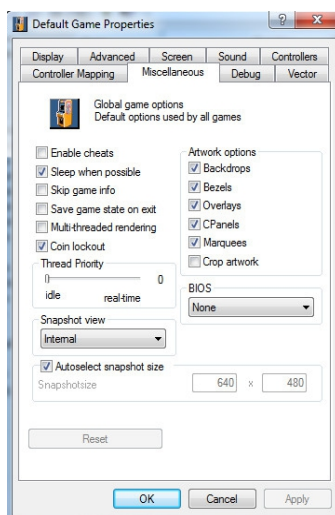 Default Game Properties
?
Display Advanced Screen Sound Controllers
Controller Mapping Miscellaneous Debug Vector
Global game options
Default options used by all games
Enable cheats
Sleep when possible
Skip game info
Save game state on exit
Multi-threaded rendering
Coin lockout
Artwork options
Backdrops
Bezels
Overlays
CPanels
Marquees
Crop artwork
Thread Priority
0
idle real-time
BIOS
None
Snapshot view
Internal
Autoselect snapshot size
Snapshotsize 640 x 480
Reset
OK Cancel Apply